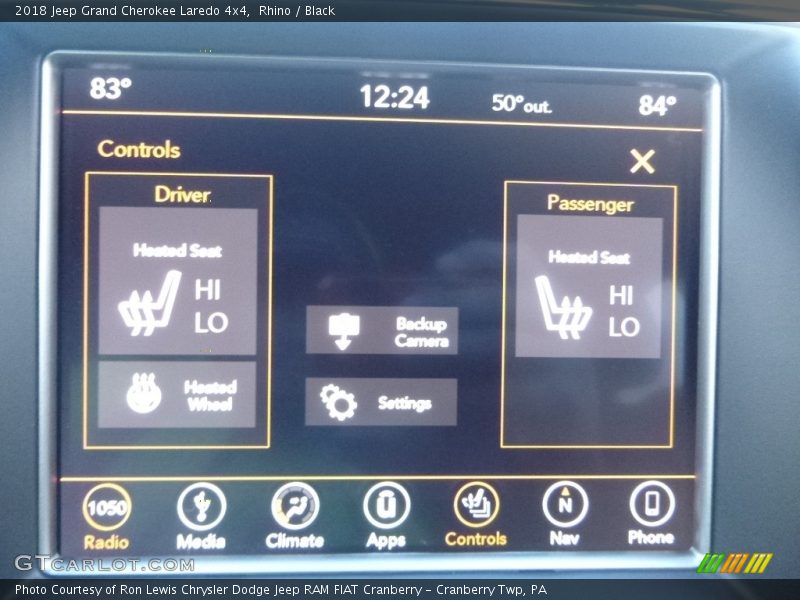 2018 Jeep Grand Cherokee Laredo 4x4, Rhino / Black
83° 12:24 50°out. 84°
Controls
Driver
Heated Seat
HI
LO
Heated
Wheel
Backup
Camera
Settings
Passenger
Heated Seat
HI
LO
1050
Radio
Media
Climate
Apps
Controls
N
Nav
Phone
GTCARLOT.COM
Photo Courtesy of Ron Lewis Chrysler Dodge Jeep RAM FIAT Cranberry – Cranberry Twp, PA